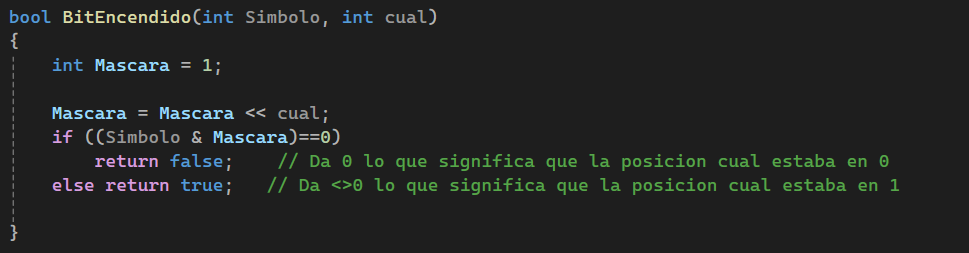 bool BitEncendido(int Simbolo, int cual)
{
    int Mascara = 1;

    Mascara = Mascara << cual;
    if ((Simbolo & Mascara)==0)
        return false;    // Da 0 lo que significa que la posicion cual estaba en 0
    else return true;   // Da <>0 lo que significa que la posicion cual estaba en 1

}